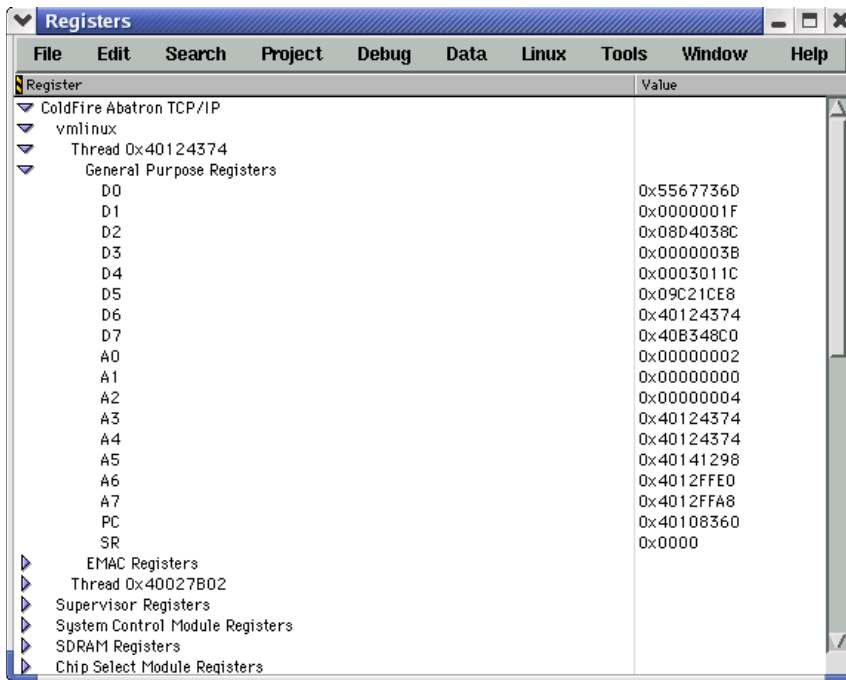 Registers
File Edit Search Project Debug Data Linux Tools Window Help
Register Value
ColdFire Abatron TCP/IP
vmlinux
Thread 0x40124374
General Purpose Registers
D0 0x5567736D
D1 0x0000001F
D2 0x08D4038C
D3 0x0000003B
D4 0x0003011C
D5 0x09C21CE8
D6 0x40124374
D7 0x40B348C0
A0 0x00000002
A1 0x00000000
A2 0x00000004
A3 0x40124374
A4 0x40124374
A5 0x40141298
A6 0x4012FFE0
A7 0x4012FFA8
PC 0x40108360
SR 0x0000
EMAC Registers
Thread 0x40027B02
Supervisor Registers
System Control Module Registers
SDRAM Registers
Chip Select Module Registers